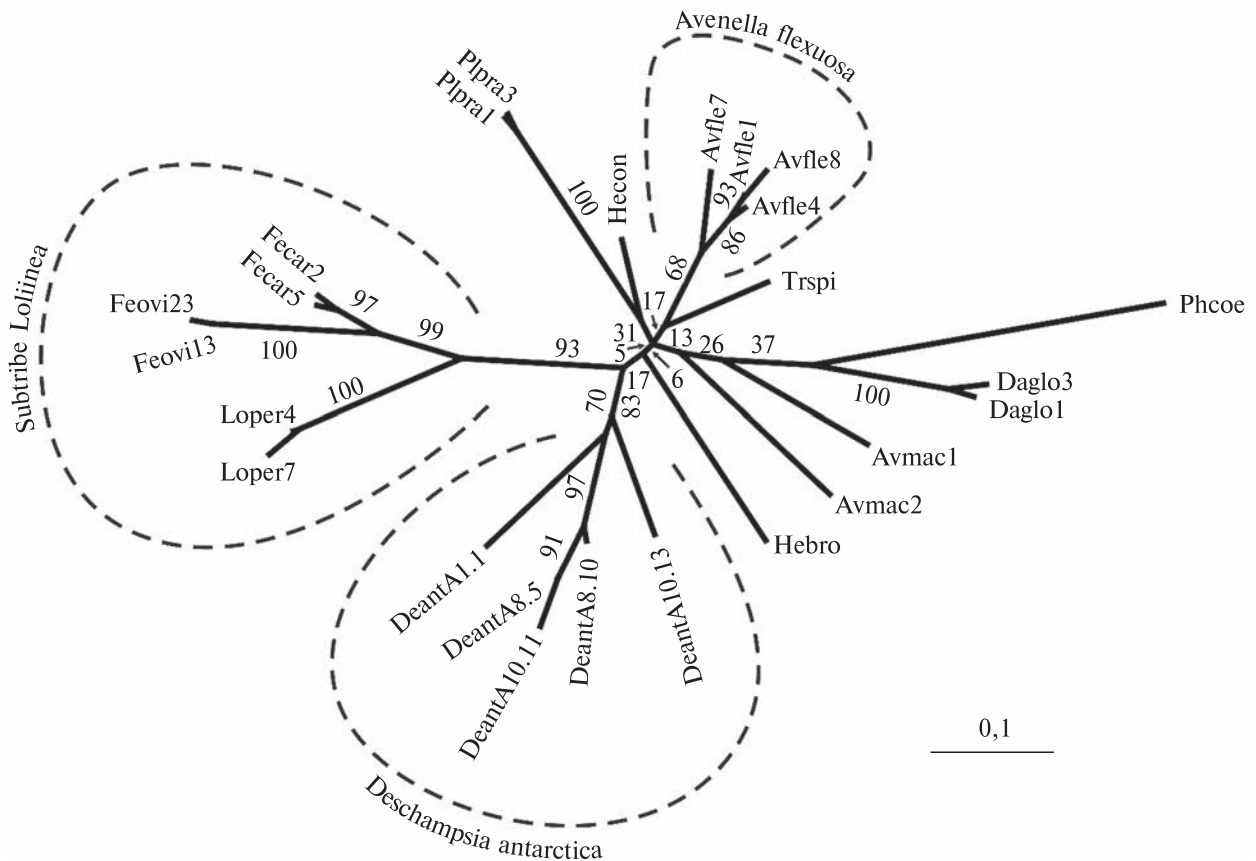 Avenella flexuosa
Plpra3
Plpra1
100
Hecon
Avfle7
Avfle1
93
Avfle8
Avfle4
86
68
Trspi
17
Subtribe Loliinea
Fecar2
Fecar5
97
Feovi23
Feovi13
100
99
93
100
Loper4
Loper7
31
5
17
13
26
37
6
Phcoe
100
Daglo3
Daglo1
Avmac1
Avmac2
Hebro
70
83
97
91
DeantA1.1
DeantA8.5
DeantA10.11
DeantA8.10
DeantA10.13
Deschampsia antarctica
0,1